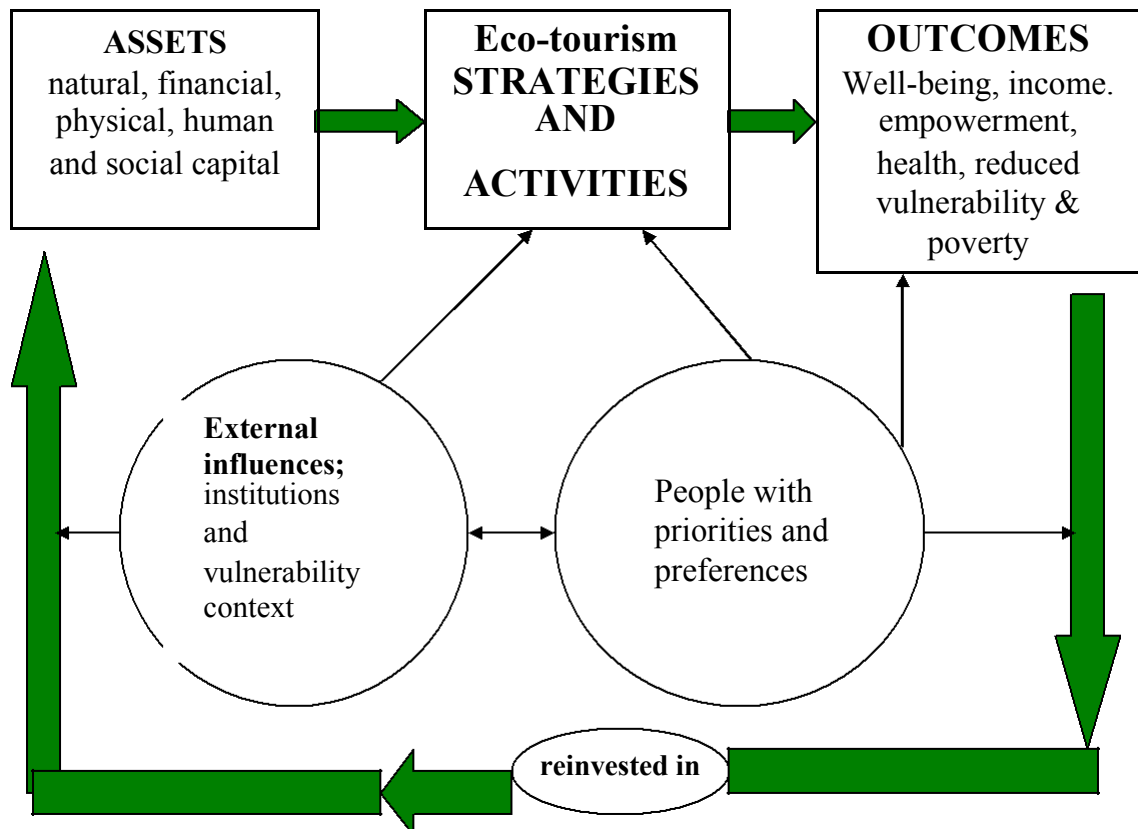 ASSETS
natural, financial,
physical, human
and social capital
Eco-tourism
STRATEGIES
AND
ACTIVITIES
OUTCOMES
Well-being, income.
empowerment,
health, reduced
vulnerability &
poverty
External
influences;
institutions
and
vulnerability
context
People with
priorities and
preferences
reinvested in